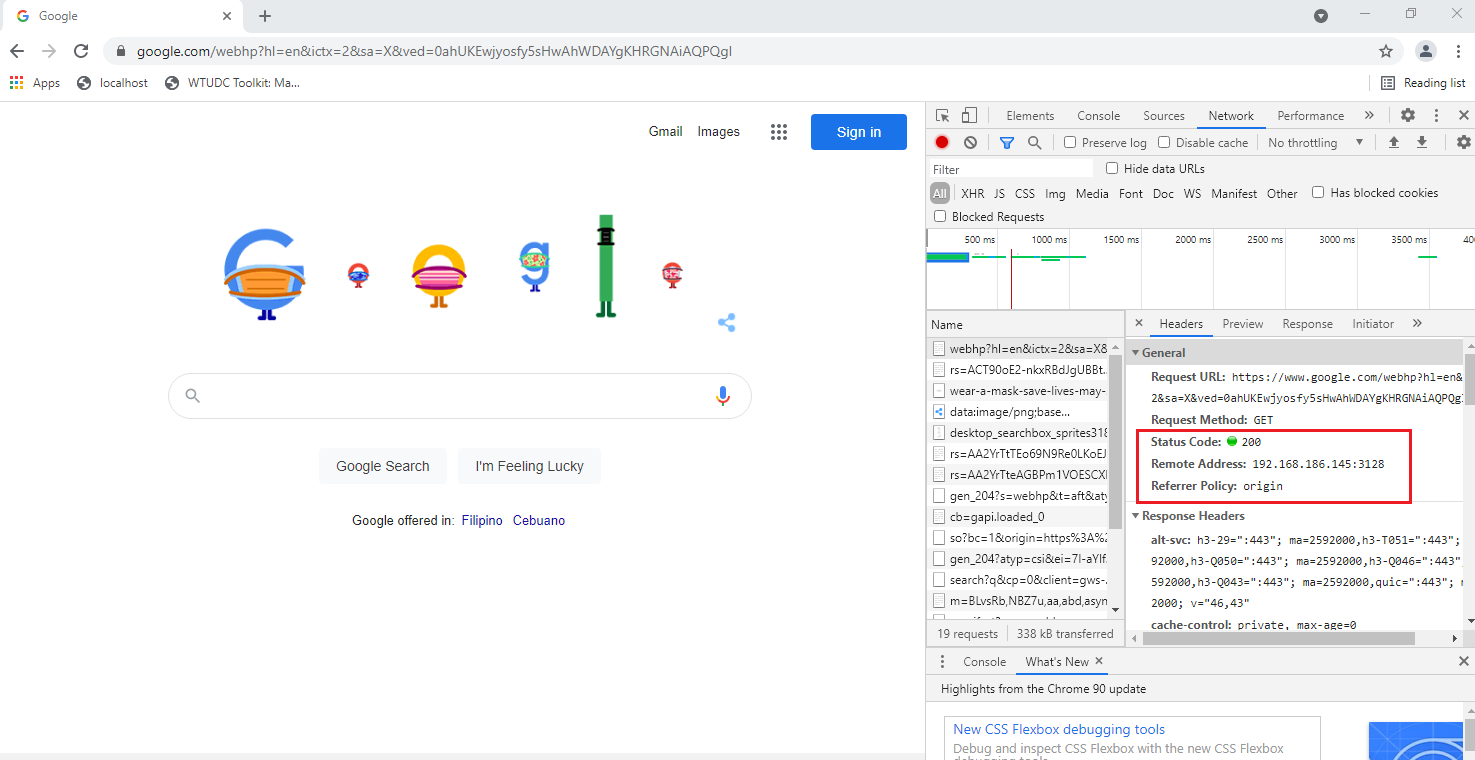 Google
google.com/webhp?hl=en&ictx=2&sa=X&ved=0ahUKEwjyosfy5sHwAhWDAYgKHRGNAiAQPQgI
Apps localhost WTUDC Toolkit: Ma... Reading list
Gmail Images Sign in
Google Search I'm Feeling Lucky
Google offered in: Filipino Cebuano
Elements Console Sources Network Performance
Preserve log Disable cache No throttling
Filter Hide data URLs
All XHR JS CSS Img Media Font Doc WS Manifest Other Has blocked cookies
Blocked Requests
500 ms 1000 ms 1500 ms 2000 ms 2500 ms 3000 ms 3500 ms
Name
webhp?hl=en&ictx=2&sa=X&
rs=ACT90oE2-nkxRBdJgUBBt...
wear-a-mask-save-lives-may-
data:image/png;base...
desktop_searchbox_sprites318
rs=AA2YrTtTEo69N9Re0LKoEJ
rs=AA2YrTteAGBPm1VOESCX
gen_204?s=webhp&t=aft&aty
cb=gapi.loaded_0
so?bc=1&origin=https%3A%2
gen_204?atyp=csi&ei=7I-aYIf
search?q&cp=0&client=gws-
m=BLvsRb,NBZ7u,aa,abd,asyn
19 requests 338 kB transferred
Headers Preview Response Initiator
General
Request URL: https://www.google.com/webhp?hl=en&
2&sa=X&ved=0ahUKEwjyosfy5sHwAhWDAYgKHRGNAiAQPQgI
Request Method: GET
Status Code: 200
Remote Address: 192.168.186.145:3128
Referrer Policy: origin
Response Headers
alt-svc: h3-29=":443"; ma=2592000,h3-T051=":443";
92000,h3-Q050=":443"; ma=2592000,h3-Q046=":443"
592000,h3-Q043=":443"; ma=2592000,quic=":443";
2000; v="46,43"
cache-control: private, max-age=0
Console What's New
Highlights from the Chrome 90 update
New CSS Flexbox debugging tools
Debug and inspect CSS Flexbox with the new CSS Flexbox
debugging tools